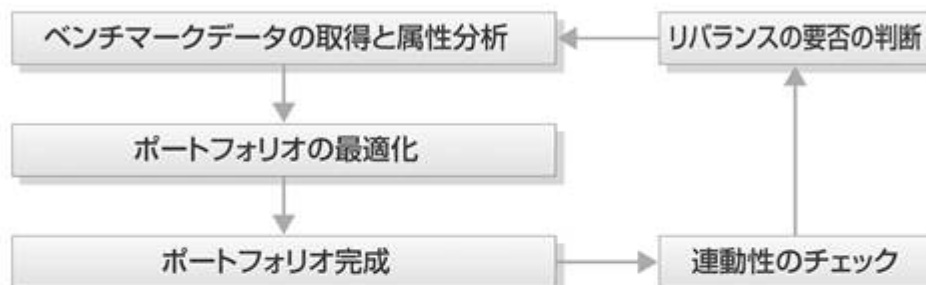 ベンチマークデータの取得と属性分析
リバランスの要否の判断
ポートフォリオの最適化
ポートフォリオ完成
連動性のチェック